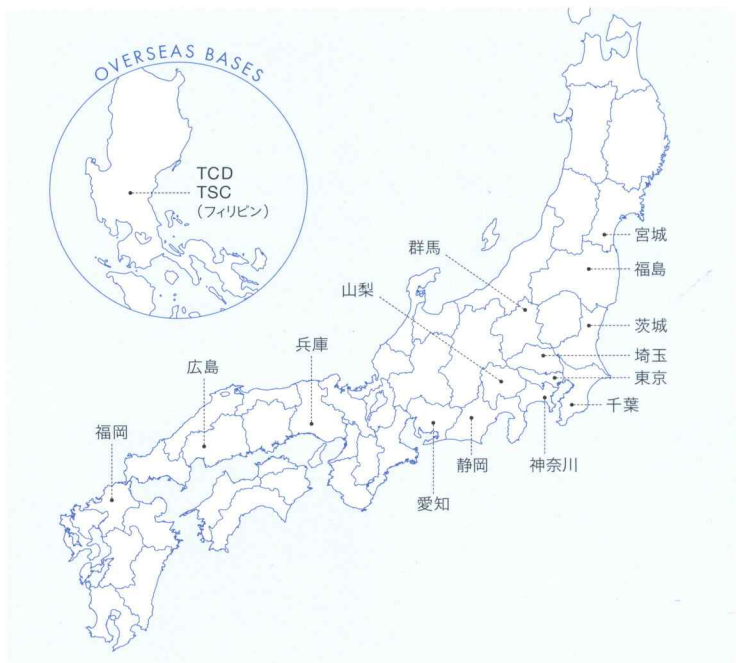 OVERSEAS BASES
TCD
TSC
(フィリピン)
宮城
群馬
福島
山梨
茨城
兵庫
埼玉
広島
東京
千葉
福岡
静岡
神奈川
愛知